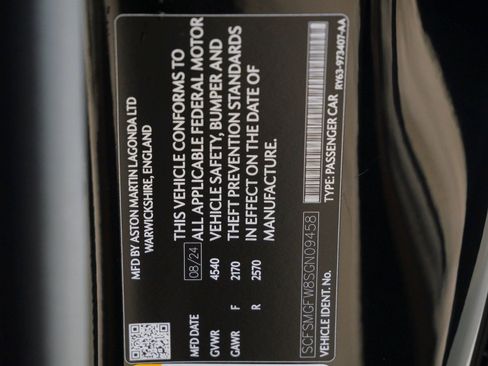 MFD BY ASTON MARTIN LAGONDA LTD
WARWICKSHIRE, ENGLAND
THIS VEHICLE CONFORMS TO
ALL APPLICABLE FEDERAL MOTOR
VEHICLE SAFETY, BUMPER AND
THEFT PREVENTION STANDARDS
IN EFFECT ON THE DATE OF
MANUFACTURE.
MFD DATE 08/24
GVWR 4540
GAWR F 2170
R 2570
SCFSMGFW8SGN09458
VEHICLE IDENT. No.
TYPE: PASSENGER CAR
RY63-973407-AA